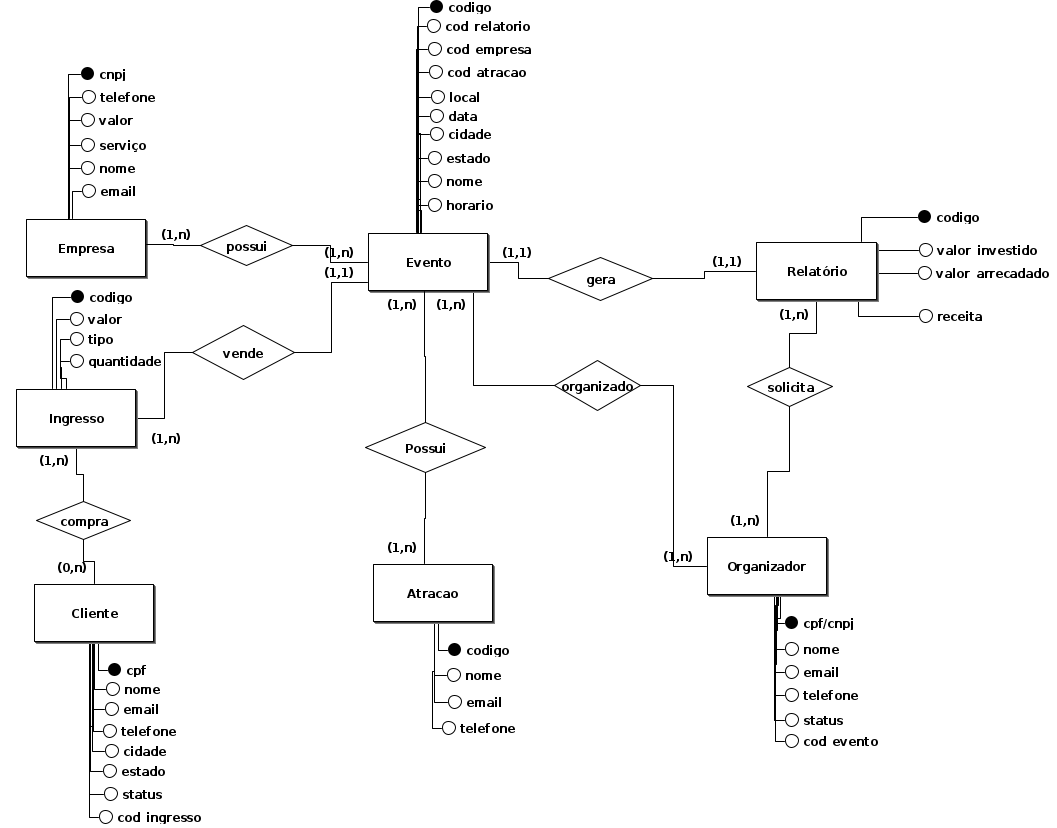 codigo
cod relatorio
cod empresa
cod atracao
local
data
cidade
estado
nome
horario
cnpj
telefone
valor
serviço
nome
email
Empresa
(1,n)
possui
(1,n)
Evento
(1,1)
(1,1)
gera
(1,1)
Relatório
codigo
valor investido
valor arrecadado
receita
(1,n)
(1,n)
(1,n)
codigo
valor
tipo
quantidade
vende
Ingresso
(1,n)
(1,n)
organizado
solicita
Possui
compra
(0,n)
(1,n)
(1,n)
(1,n)
Cliente
Atracao
Organizador
cpf
nome
email
telefone
cidade
estado
status
cod ingresso
codigo
nome
email
telefone
cpf/cnpj
nome
email
telefone
status
cod evento